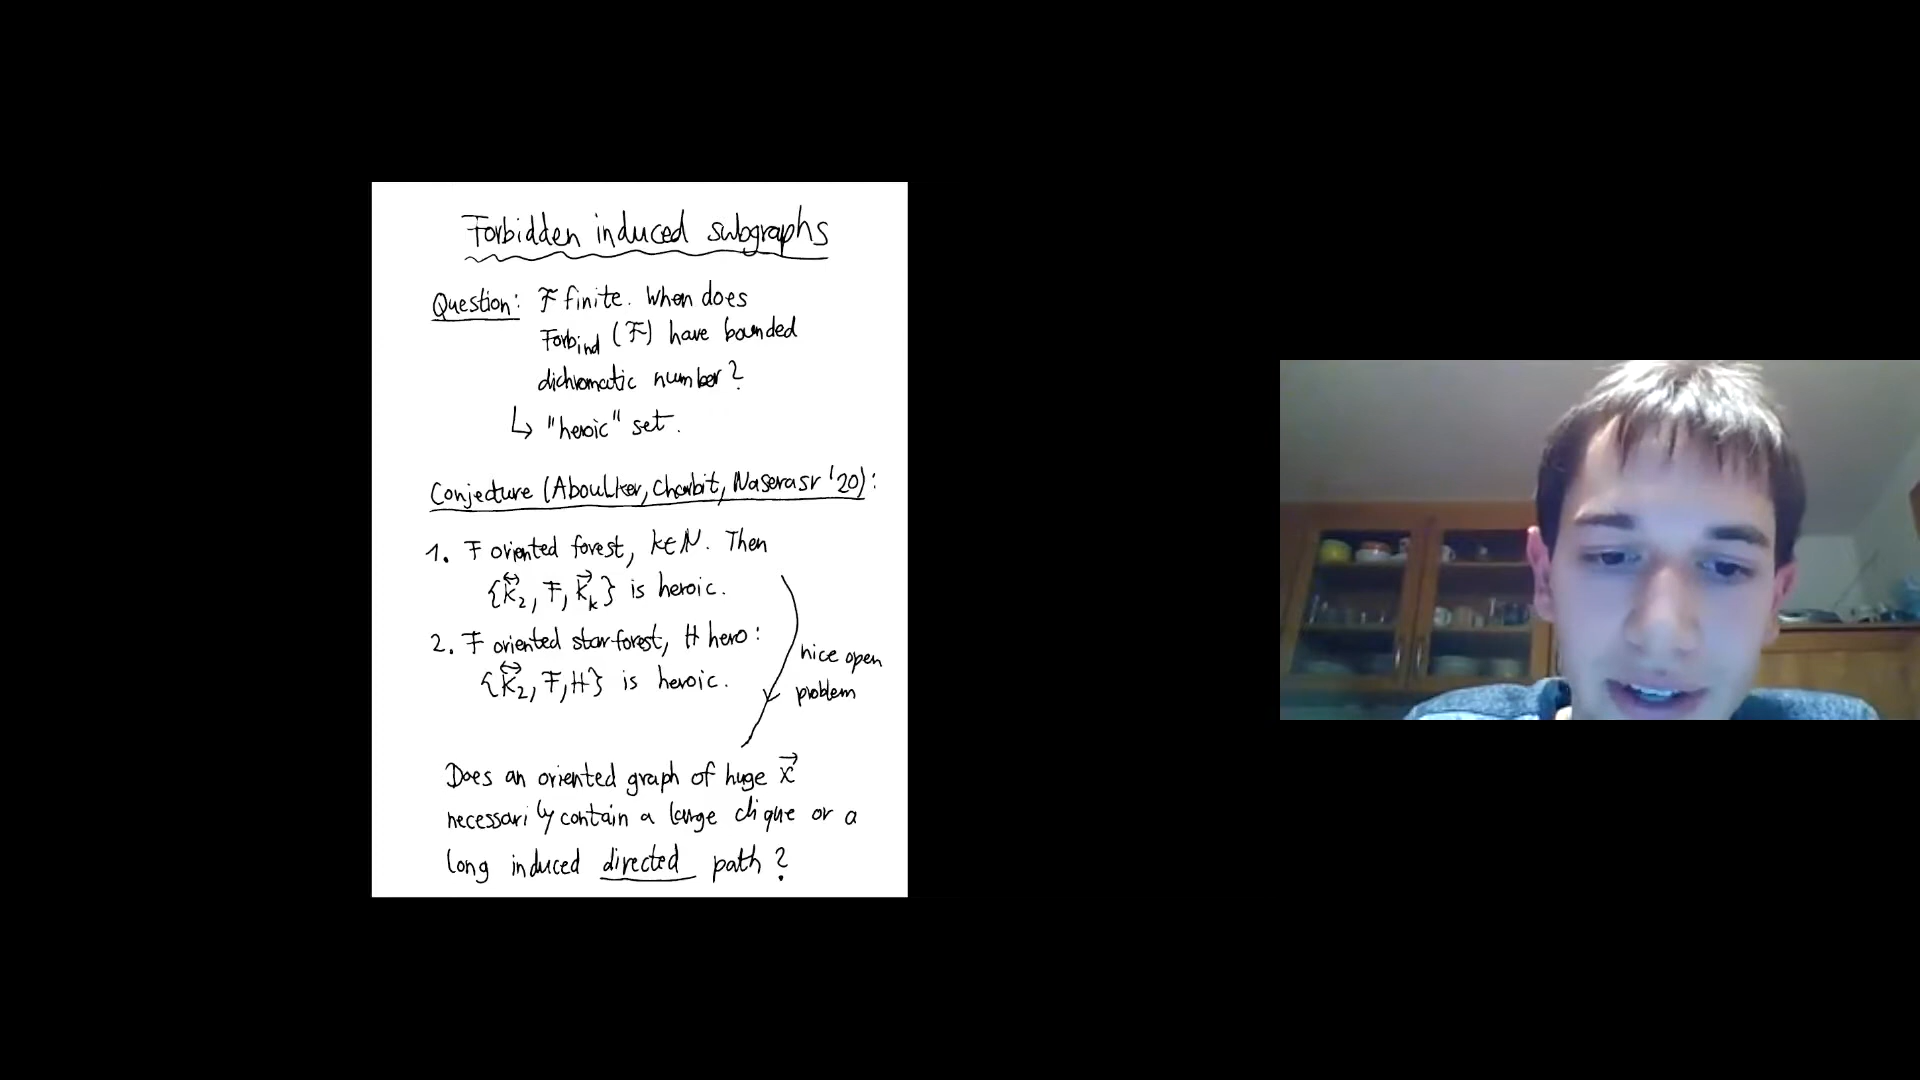 Forbidden induced subgraphs
Question: ℱ finite. When does
Forb_ind (ℱ) have bounded
dichromatic number?
↳ "heroic" set.
Conjecture (Aboulker, Charbit, Naserasr '20):
1. F oriented forest, k∈ℕ. Then
{K⃡₂, F, K⃗ₖ} is heroic.
2. F oriented star forest, H hero:
{K⃡₂, F, H} is heroic.
nice open
problem
Does an oriented graph of huge χ⃗
necessarily contain a large clique or a
long induced directed path?